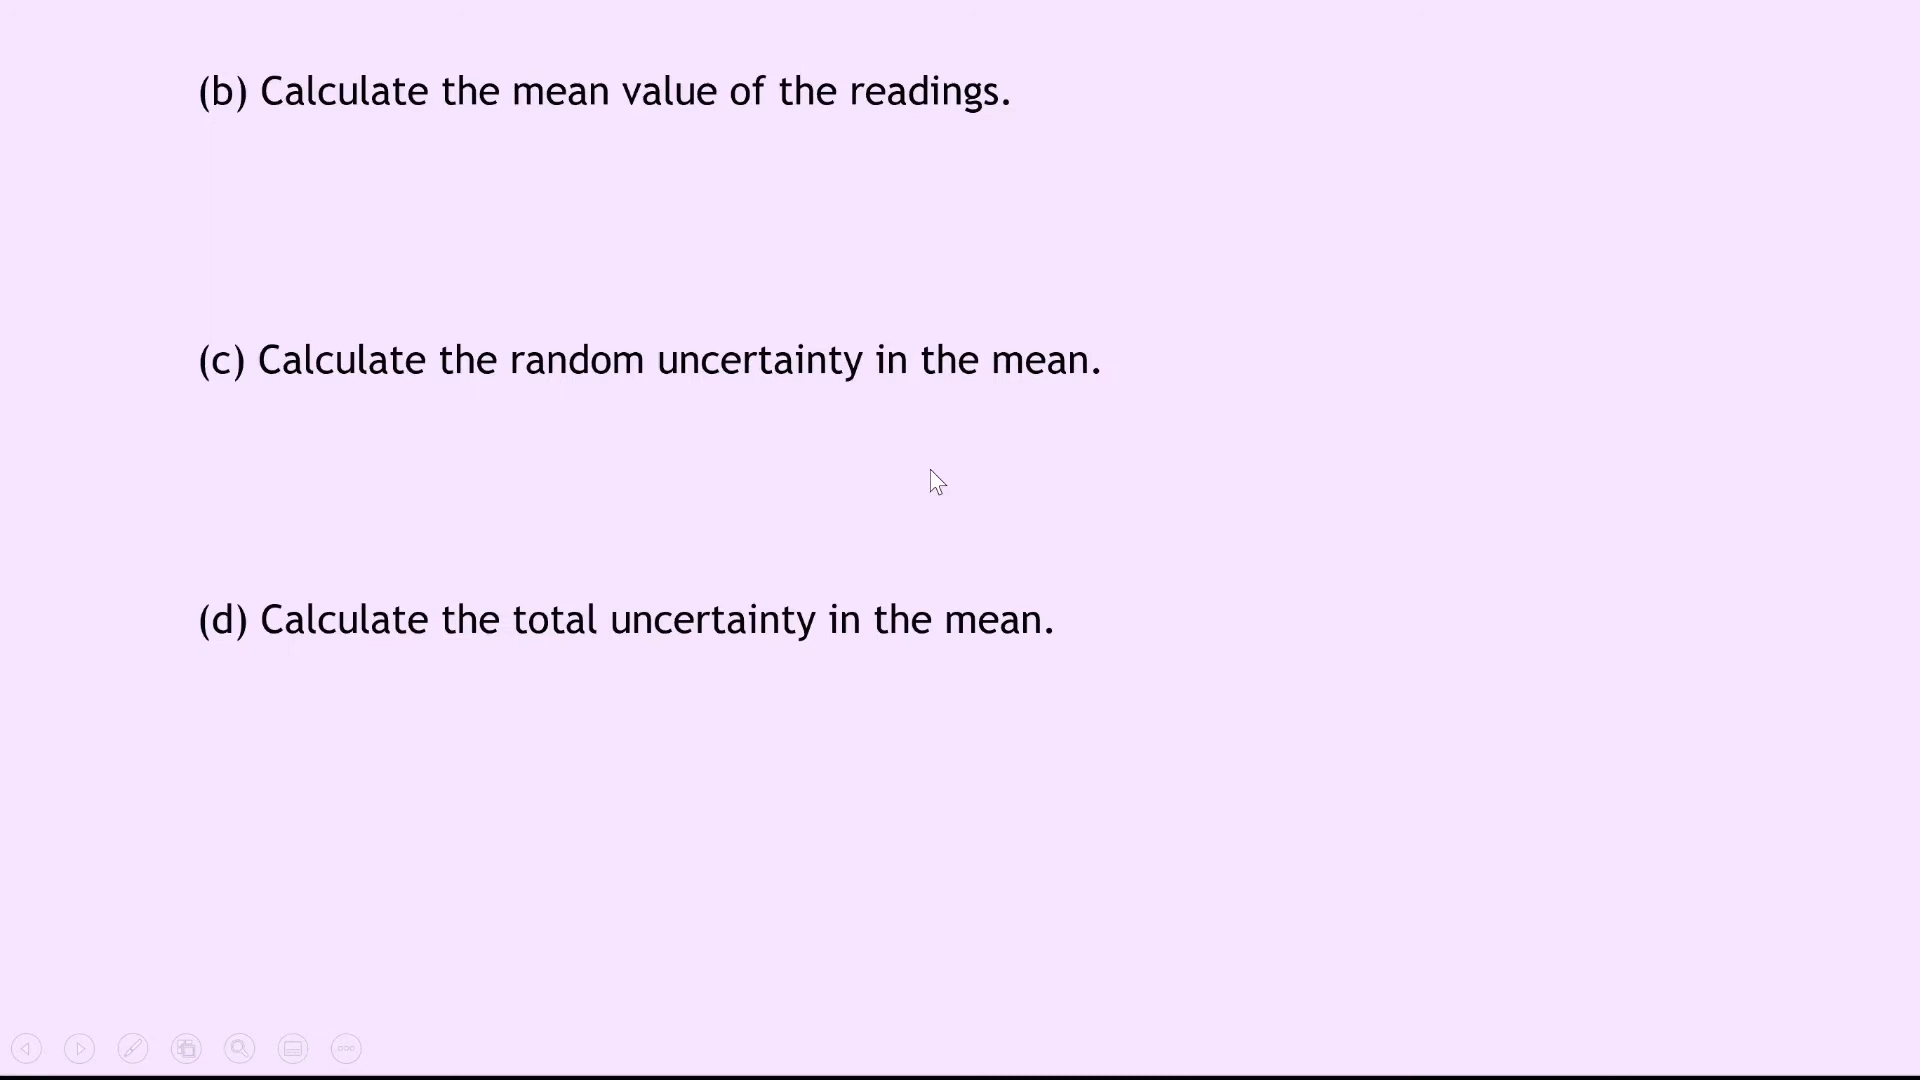 (b) Calculate the mean value of the readings.
(c) Calculate the random uncertainty in the mean.
(d) Calculate the total uncertainty in the mean.